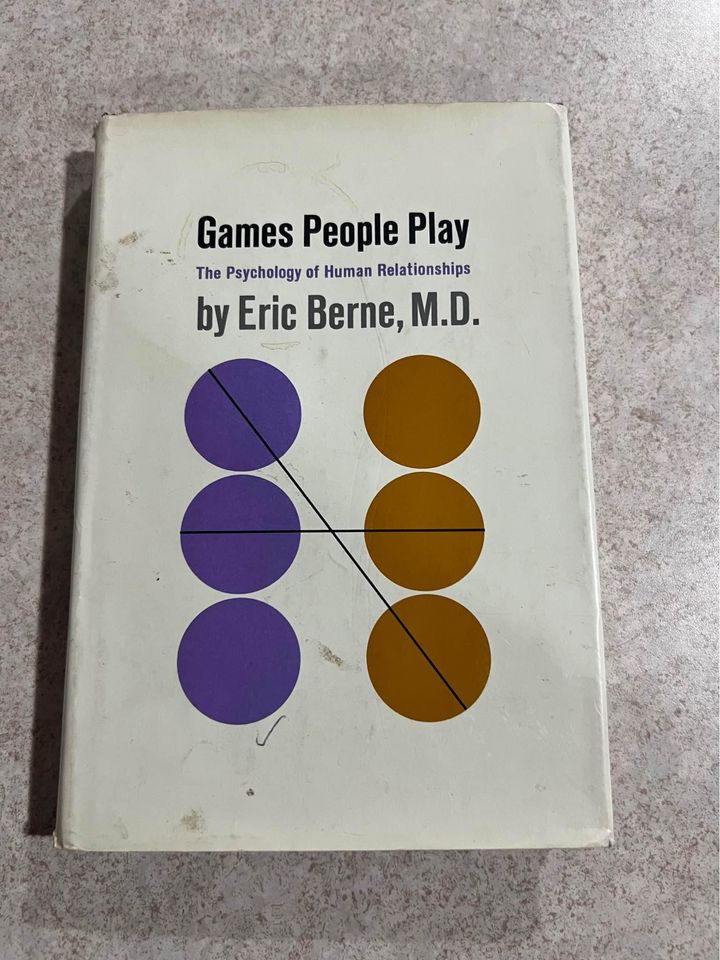 Games People Play
The Psychology of Human Relationships
by Eric Berne, M.D.